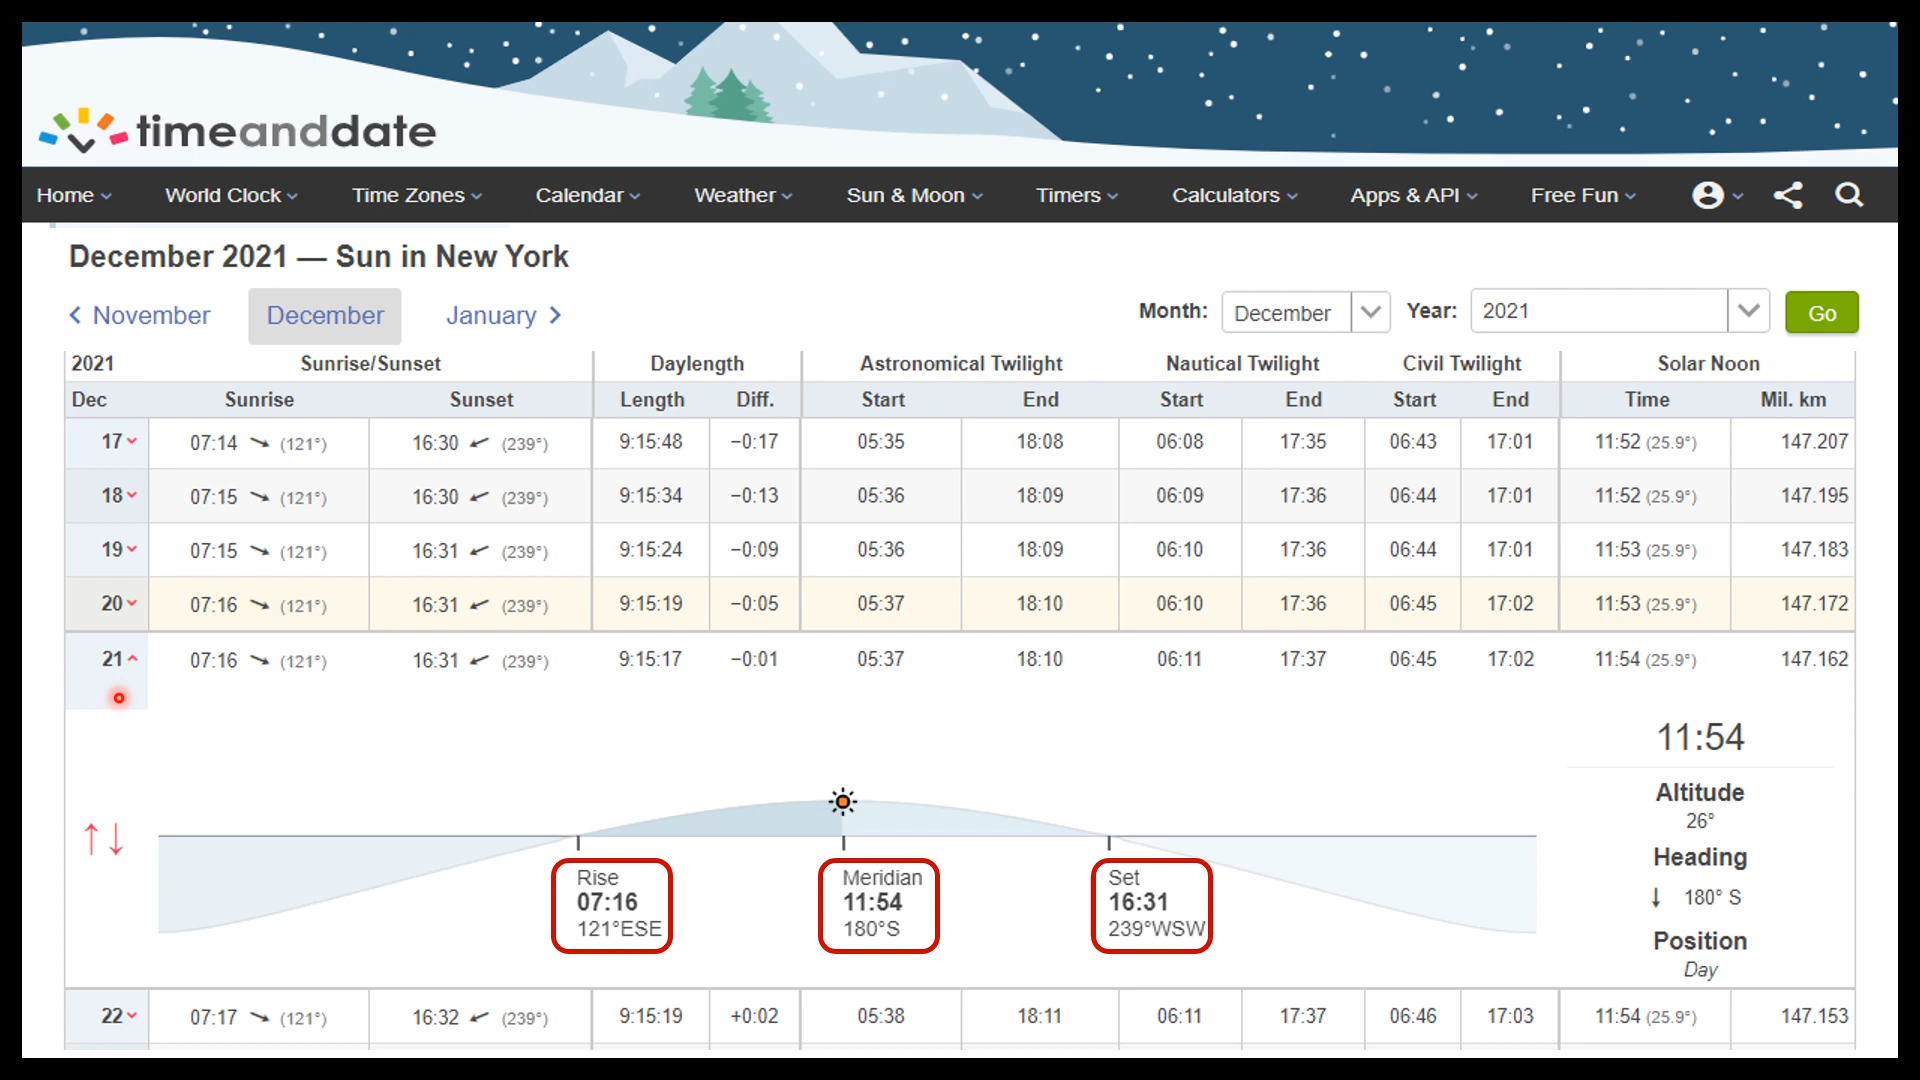 timeanddate
Home World Clock Time Zones Calendar Weather Sun & Moon Timers Calculators Apps & API Free Fun
December 2021 — Sun in New York
November December January
Month: December Year: 2021 Go
2021 Sunrise/Sunset Daylength Astronomical Twilight Nautical Twilight Civil Twilight Solar Noon
Dec Sunrise Sunset Length Diff. Start End Start End Start End Time Mil. km
17 07:14 (121°) 16:30 (239°) 9:15:48 −0:17 05:35 18:08 06:08 17:35 06:43 17:01 11:52 (25.9°) 147.207
18 07:15 (121°) 16:30 (239°) 9:15:34 −0:13 05:36 18:09 06:09 17:36 06:44 17:01 11:52 (25.9°) 147.195
19 07:15 (121°) 16:31 (239°) 9:15:24 −0:09 05:36 18:09 06:10 17:36 06:44 17:01 11:53 (25.9°) 147.183
20 07:16 (121°) 16:31 (239°) 9:15:19 −0:05 05:37 18:10 06:10 17:36 06:45 17:02 11:53 (25.9°) 147.172
21 07:16 (121°) 16:31 (239°) 9:15:17 −0:01 05:37 18:10 06:11 17:37 06:45 17:02 11:54 (25.9°) 147.162
11:54
Altitude
26°
Heading
↓ 180° S
Position
Day
Rise
07:16
121°ESE
Meridian
11:54
180°S
Set
16:31
239°WSW
22 07:17 (121°) 16:32 (239°) 9:15:19 +0:02 05:38 18:11 06:11 17:37 06:46 17:03 11:54 (25.9°) 147.153